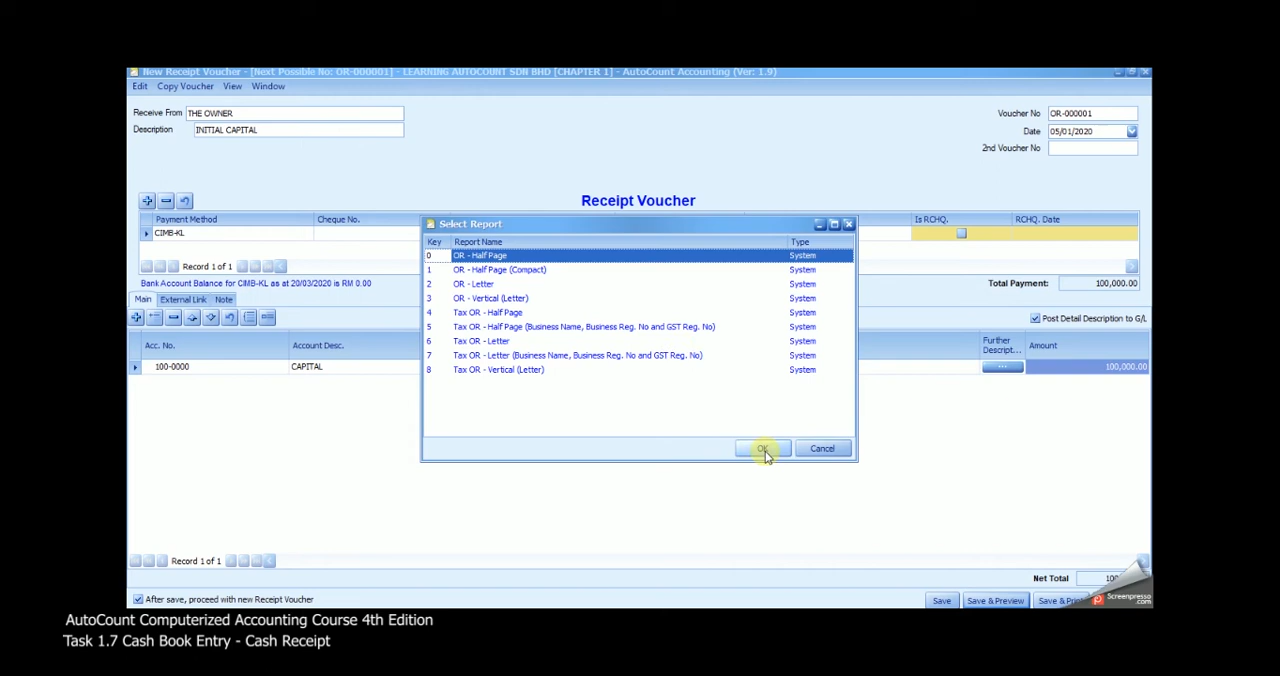 New Receipt Voucher - [Next Possible No: OR-000001] - LEARNING AUTOCOUNT SDN BHD [CHAPTER 1] - AutoCount Accounting (Ver: 1.9)
Edit Copy Voucher View Window
Receive From THE OWNER
Description INITIAL CAPITAL
Voucher No OR-000001
Date 05/01/2020
2nd Voucher No
Receipt Voucher
Payment Method Cheque No. Is RCHQ. RCHQ. Date
CIMB-KL
Record 1 of 1
Bank Account Balance for CIMB-KL as at 20/03/2020 is RM 0.00
Total Payment: 100,000.00
Main External Link Note
Post Detail Description to G/L
Acc. No. Account Desc. Further Descript... Amount
100-0000 CAPITAL ... 100,000.00
Select Report
Key Report Name Type
0 OR - Half Page System
1 OR - Half Page (Compact) System
2 OR - Letter System
3 OR - Vertical (Letter) System
4 Tax OR - Half Page System
5 Tax OR - Half Page (Business Name, Business Reg. No and GST Reg. No) System
6 Tax OR - Letter System
7 Tax OR - Letter (Business Name, Business Reg. No and GST Reg. No) System
8 Tax OR - Vertical (Letter) System
OK Cancel
Record 1 of 1
Net Total
After save, proceed with new Receipt Voucher
Save Save & Preview Save &
Screenpresso.com
AutoCount Computerized Accounting Course 4th Edition
Task 1.7 Cash Book Entry - Cash Receipt